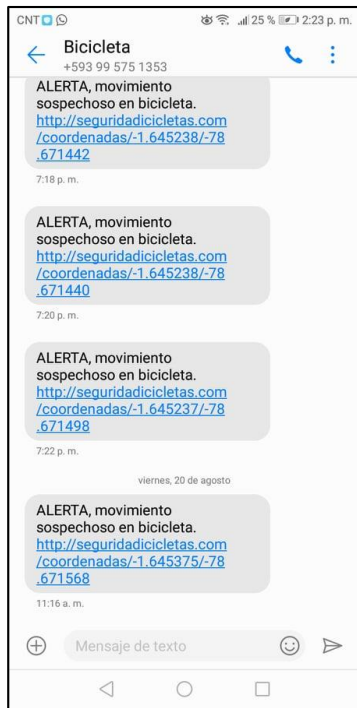 CNT 25 % 2:23 p. m.
Bicicleta
+593 99 575 1353
ALERTA, movimiento
sospechoso en bicicleta.
http://seguridadicicletas.com
/coordenadas/-1.645238/-78
.671442
7:18 p. m.
ALERTA, movimiento
sospechoso en bicicleta.
http://seguridadicicletas.com
/coordenadas/-1.645238/-78
.671440
7:20 p. m.
ALERTA, movimiento
sospechoso en bicicleta.
http://seguridadicicletas.com
/coordenadas/-1.645237/-78
.671498
7:22 p. m.
viernes, 20 de agosto
ALERTA, movimiento
sospechoso en bicicleta.
http://seguridadicicletas.com
/coordenadas/-1.645375/-78
.671568
11:16 a. m.
Mensaje de texto